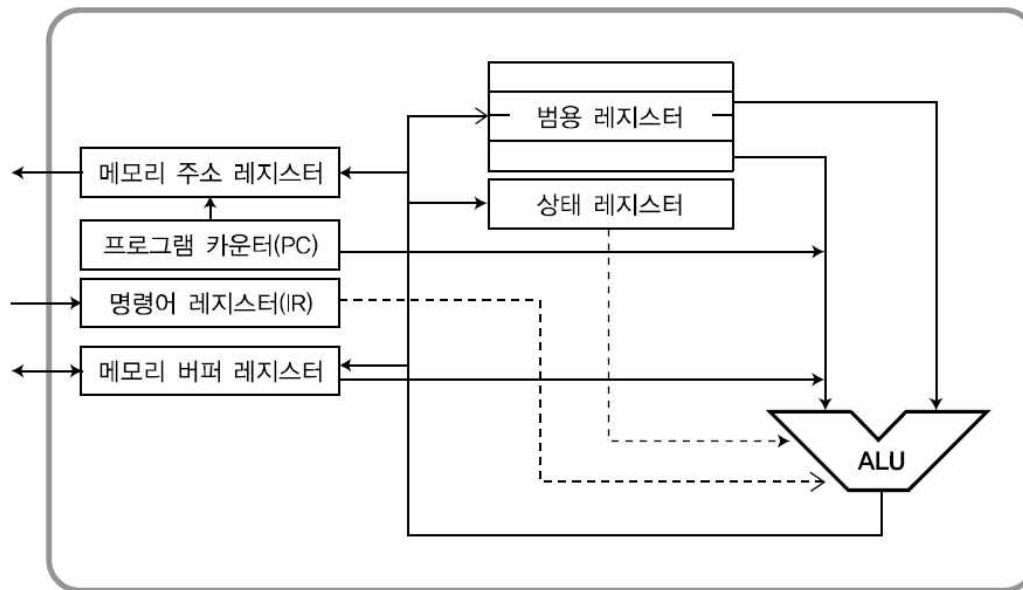 범용 레지스터
메모리 주소 레지스터
상태 레지스터
프로그램 카운터(PC)
명령어 레지스터(IR)
메모리 버퍼 레지스터
ALU